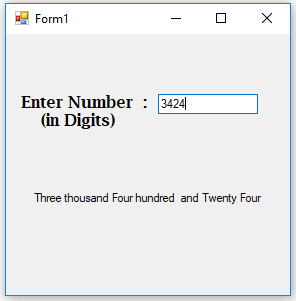 Form1
Enter Number : 3424
(in Digits)
Three thousand Four hundred and Twenty Four